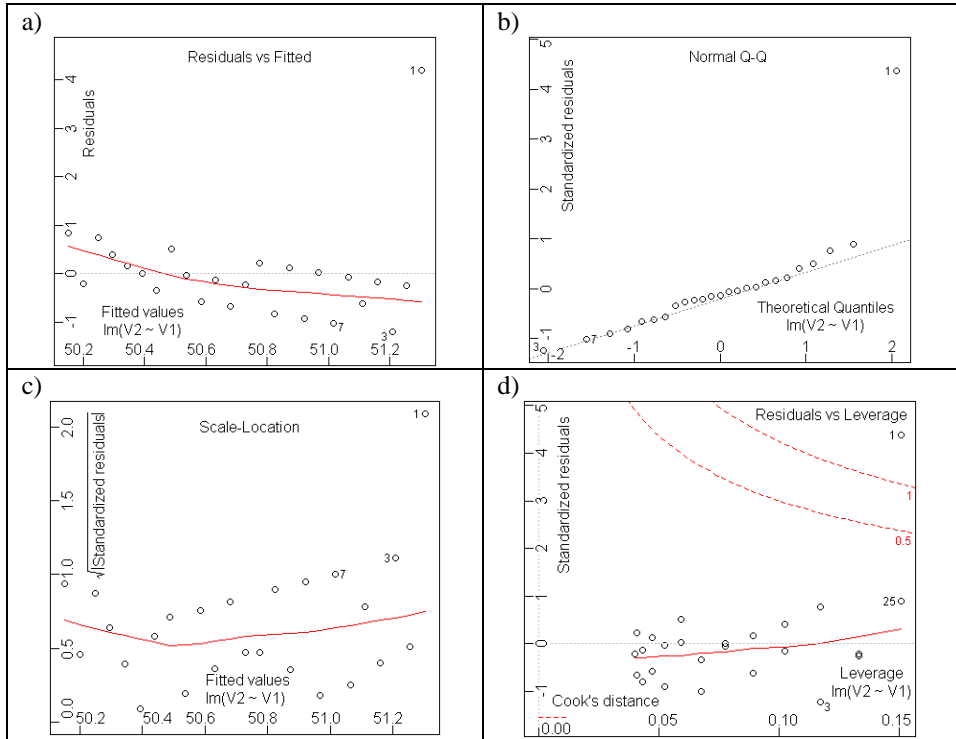 a)
Residuals vs Fitted
1
Residuals
4
3
2
1
0
-1
Fitted values
lm(V2 ~ V1)
7
3
50.2 50.4 50.6 50.8 51.0 51.2
b)
Normal Q-Q
1
Standardized residuals
5
4
3
2
1
0
-1
Theoretical Quantiles
lm(V2 ~ V1)
3
7
-2 -1 0 1 2
c)
Scale-Location
1
√|Standardized residuals|
2.0
1.5
1.0
0.5
0.0
3
7
Fitted values
lm(V2 ~ V1)
50.2 50.4 50.6 50.8 51.0 51.2
d)
Residuals vs Leverage
1
Standardized residuals
5
4
3
2
1
0
-1
1
0.5
25
Leverage
lm(V2 ~ V1)
Cook's distance
3
0.00 0.05 0.10 0.15